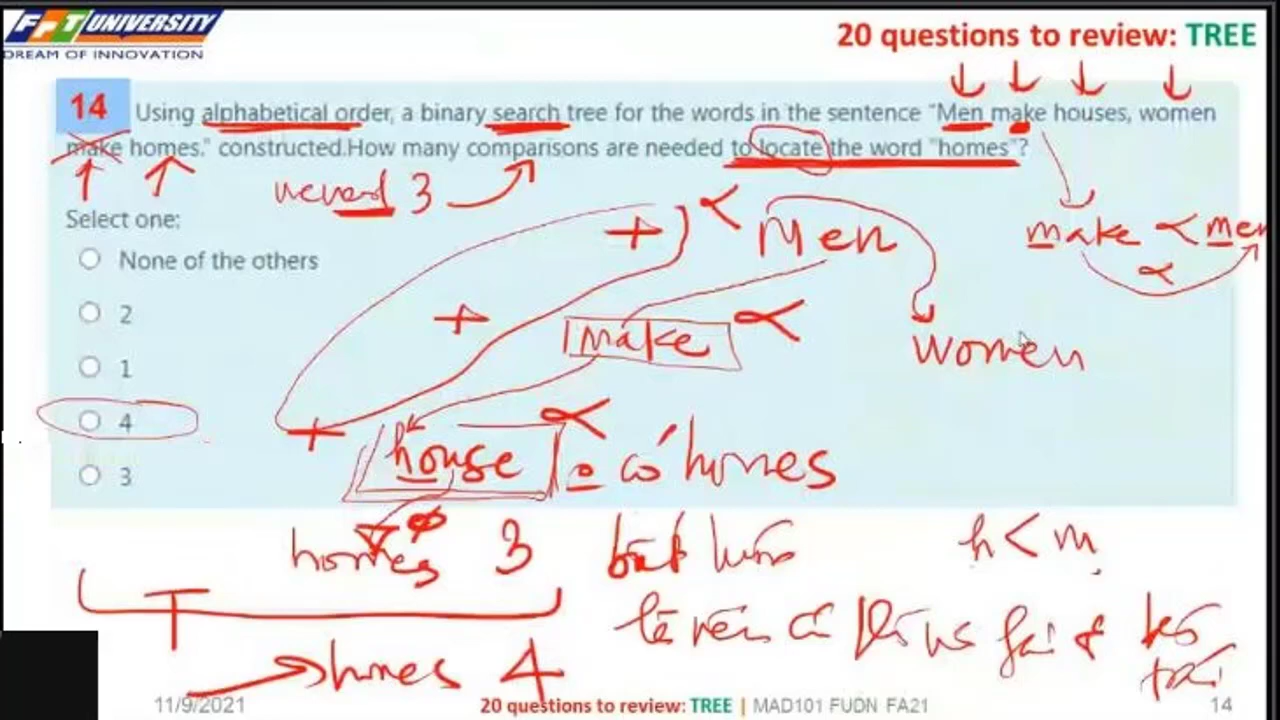 FPT UNIVERSITY
DREAM OF INNOVATION
20 questions to review: TREE
14 Using alphabetical order, a binary search tree for the words in the sentence "Men make houses, women
make homes." constructed.How many comparisons are needed to locate the word "homes"?
3
Select one:
None of the others
2
1
4
3
< Men
make < men
<
make <
women
house < có homes
homes 3
h < m
homes 4
11/9/2021
20 questions to review: TREE | MAD101 FUDN FA21
14